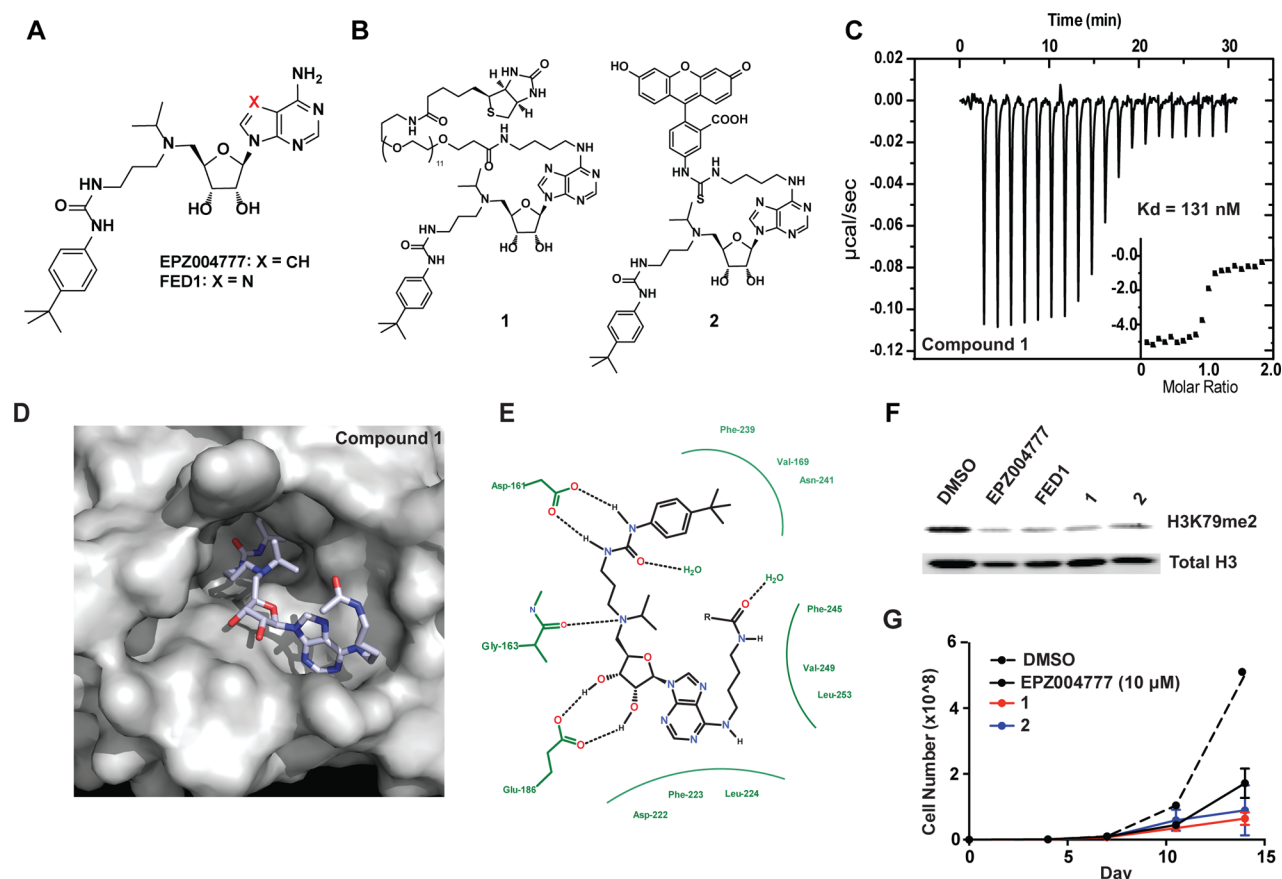 A
X
NH2
N
N
N
N
N
O
HN
O
NH
HO
OH
EPZ004777: X = CH
FED1: X = N
B
O
HN
NH
H
H
S
O
NH
O
O
11
O
H
N
NH
N
N
N
N
N
O
HN
O
NH
HO
OH
1
HO
O
O
COOH
HN
H
N
S
NH
N
N
N
N
N
O
HN
O
NH
HO
OH
2
C
Time (min)
0 10 20 30
0.02
0.00
-0.02
-0.04
-0.06
-0.08
-0.10
-0.12
µcal/sec
Kd = 131 nM
Compound 1
-0.0
-2.0
-4.0
0 1.0 2.0
Molar Ratio
D
Compound 1
E
Phe-239
Val-169
Asn-241
Asp-161
O
O
H
N
H
N
O
H2O
H2O
O
R
N
H
Phe-245
Val-249
Leu-253
N
O
Gly-163
N
O
O
H
O
H
N
N
N
N
N
H
O
O
Glu-186
Asp-222
Phe-223
Leu-224
F
DMSO
EPZ004777
FED1
1
2
H3K79me2
Total H3
G
6
4
2
0
Cell Number (x10^8)
DMSO
EPZ004777 (10 µM)
1
2
0 5 10 15
Day